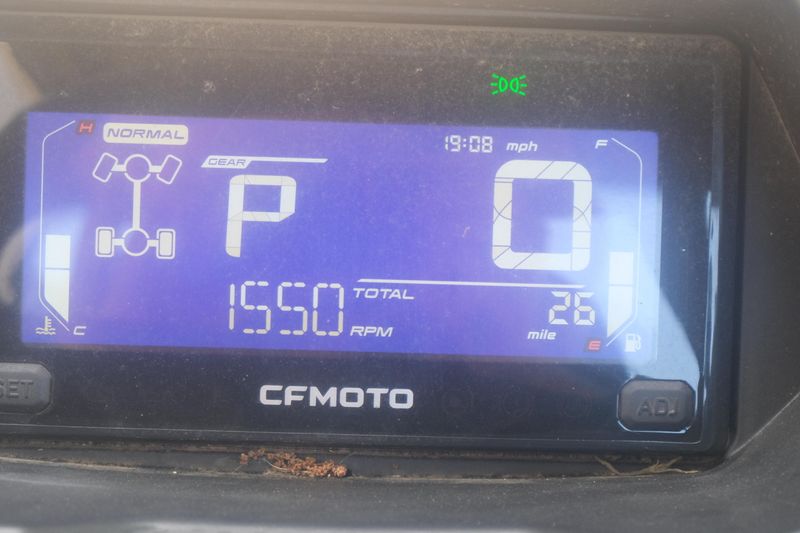 H NORMAL
19:08 mph F
GEAR
P 0
1550 RPM
TOTAL
26
mile
C E
SET
CFMOTO
ADJ